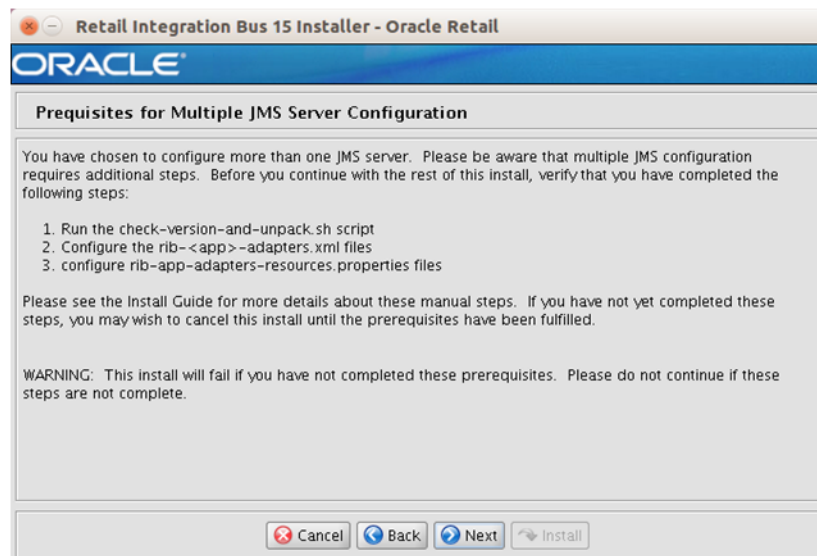 Retail Integration Bus 15 Installer - Oracle Retail
ORACLE®
Prequisites for Multiple JMS Server Configuration
You have chosen to configure more than one JMS server. Please be aware that multiple JMS configuration
requires additional steps. Before you continue with the rest of this install, verify that you have completed the
following steps:
1. Run the check-version-and-unpack.sh script
2. Configure the rib-<app>-adapters.xml files
3. configure rib-app-adapters-resources.properties files
Please see the Install Guide for more details about these manual steps. If you have not yet completed these
steps, you may wish to cancel this install until the prerequisites have been fulfilled.
WARNING: This install will fail if you have not completed these prerequisites. Please do not continue if these
steps are not complete.
Cancel Back Next Install